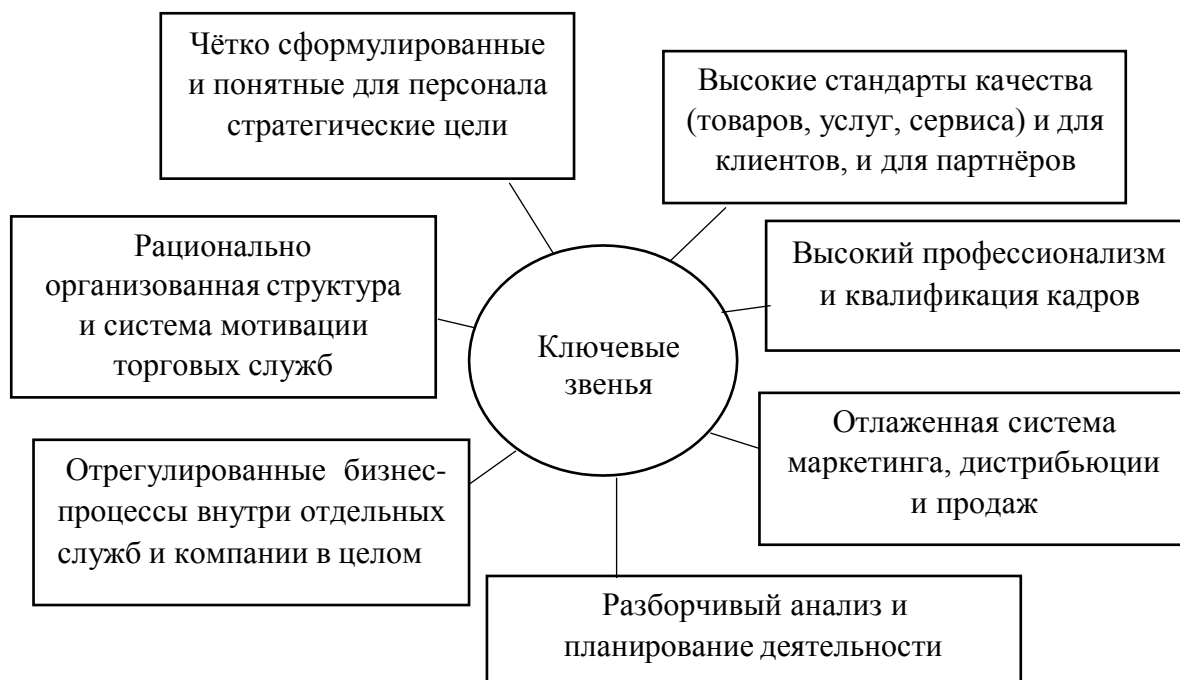 Чётко сформулированные
и понятные для персонала
стратегические цели
Высокие стандарты качества
(товаров, услуг, сервиса) и для
клиентов, и для партнёров
Рационально
организованная структура
и система мотивации
торговых служб
Высокий профессионализм
и квалификация кадров
Ключевые
звенья
Отлаженная система
маркетинга, дистрибьюции
и продаж
Отрегулированные бизнес-
процессы внутри отдельных
служб и компании в целом
Разборчивый анализ и
планирование деятельности